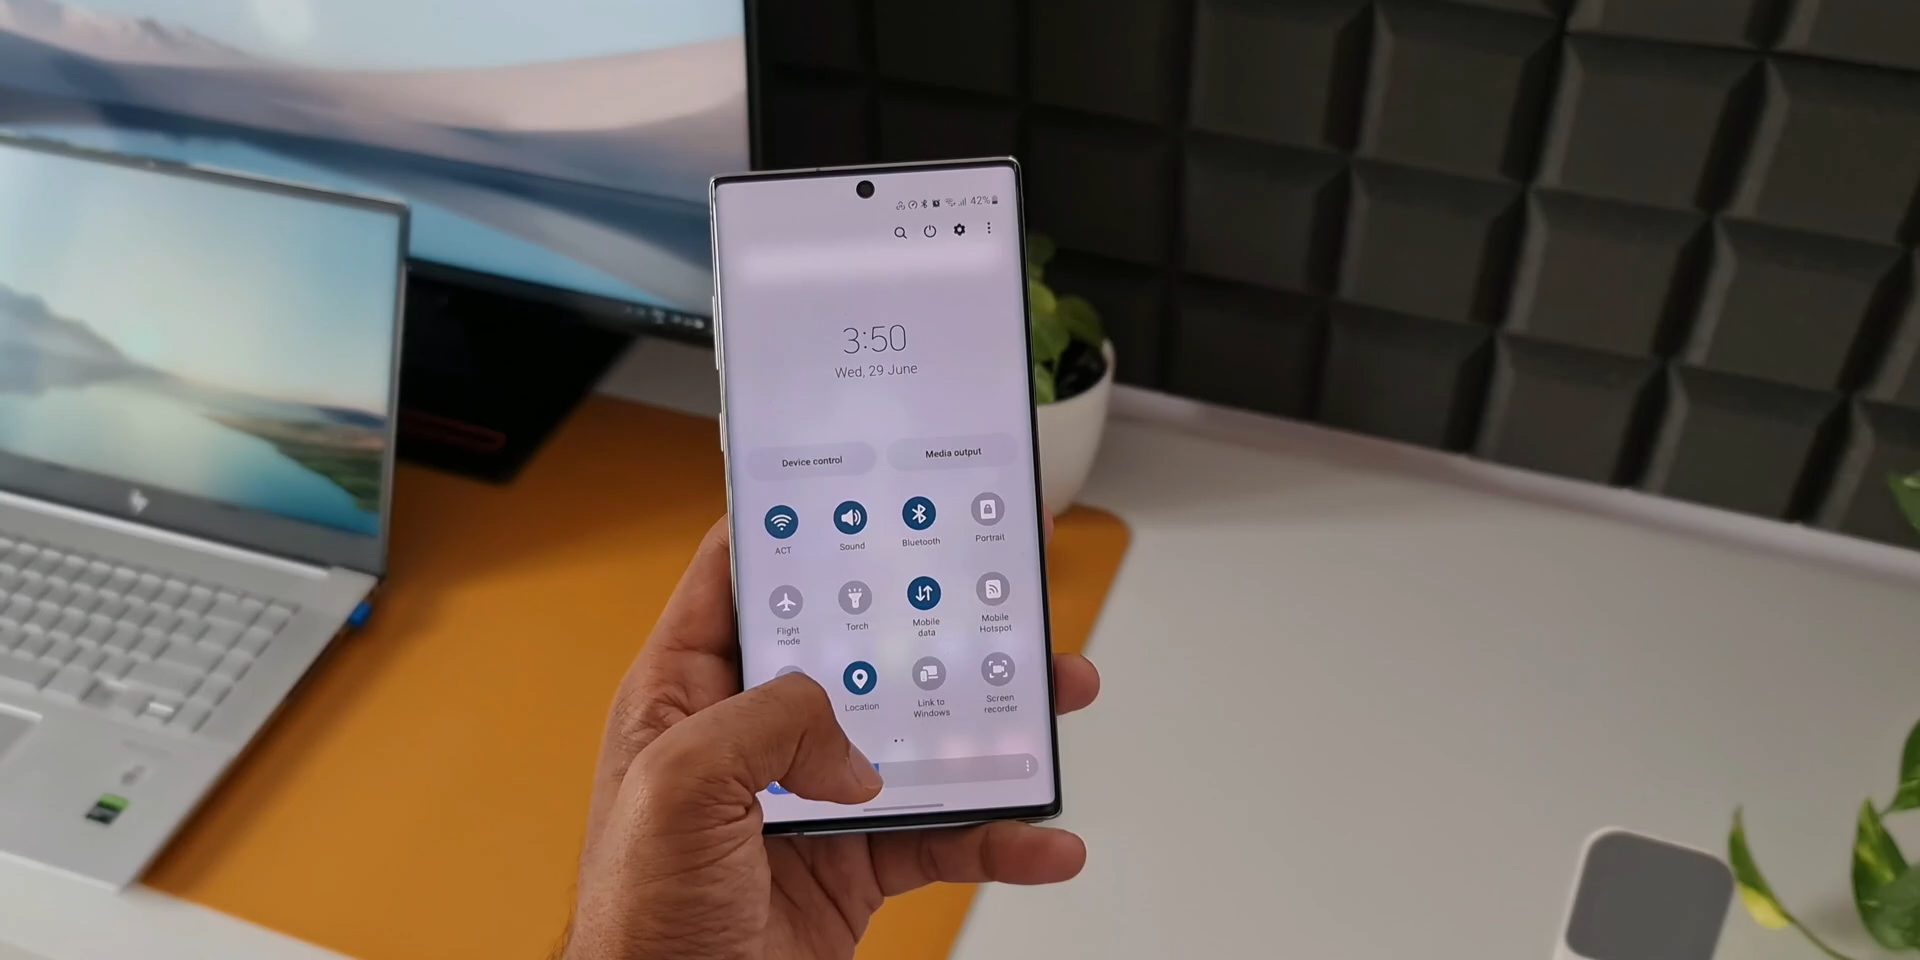 42%
3:50
Wed, 29 June
Device control
Media output
ACT
Sound
Bluetooth
Portrait
Flight
mode
Torch
Mobile
data
Mobile
Hotspot
Location
Link to
Windows
Screen
recorder